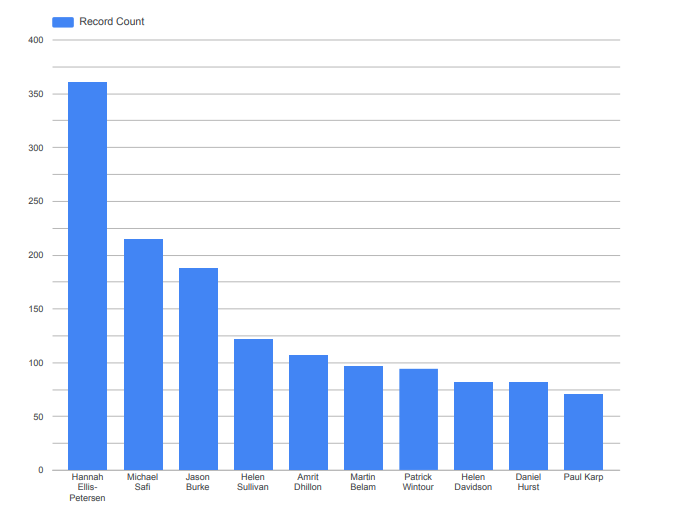 Record Count
400
350
300
250
200
150
100
50
0
Hannah
Ellis-
Petersen
Michael
Safi
Jason
Burke
Helen
Sullivan
Amrit
Dhillon
Martin
Belam
Patrick
Wintour
Helen
Davidson
Daniel
Hurst
Paul Karp